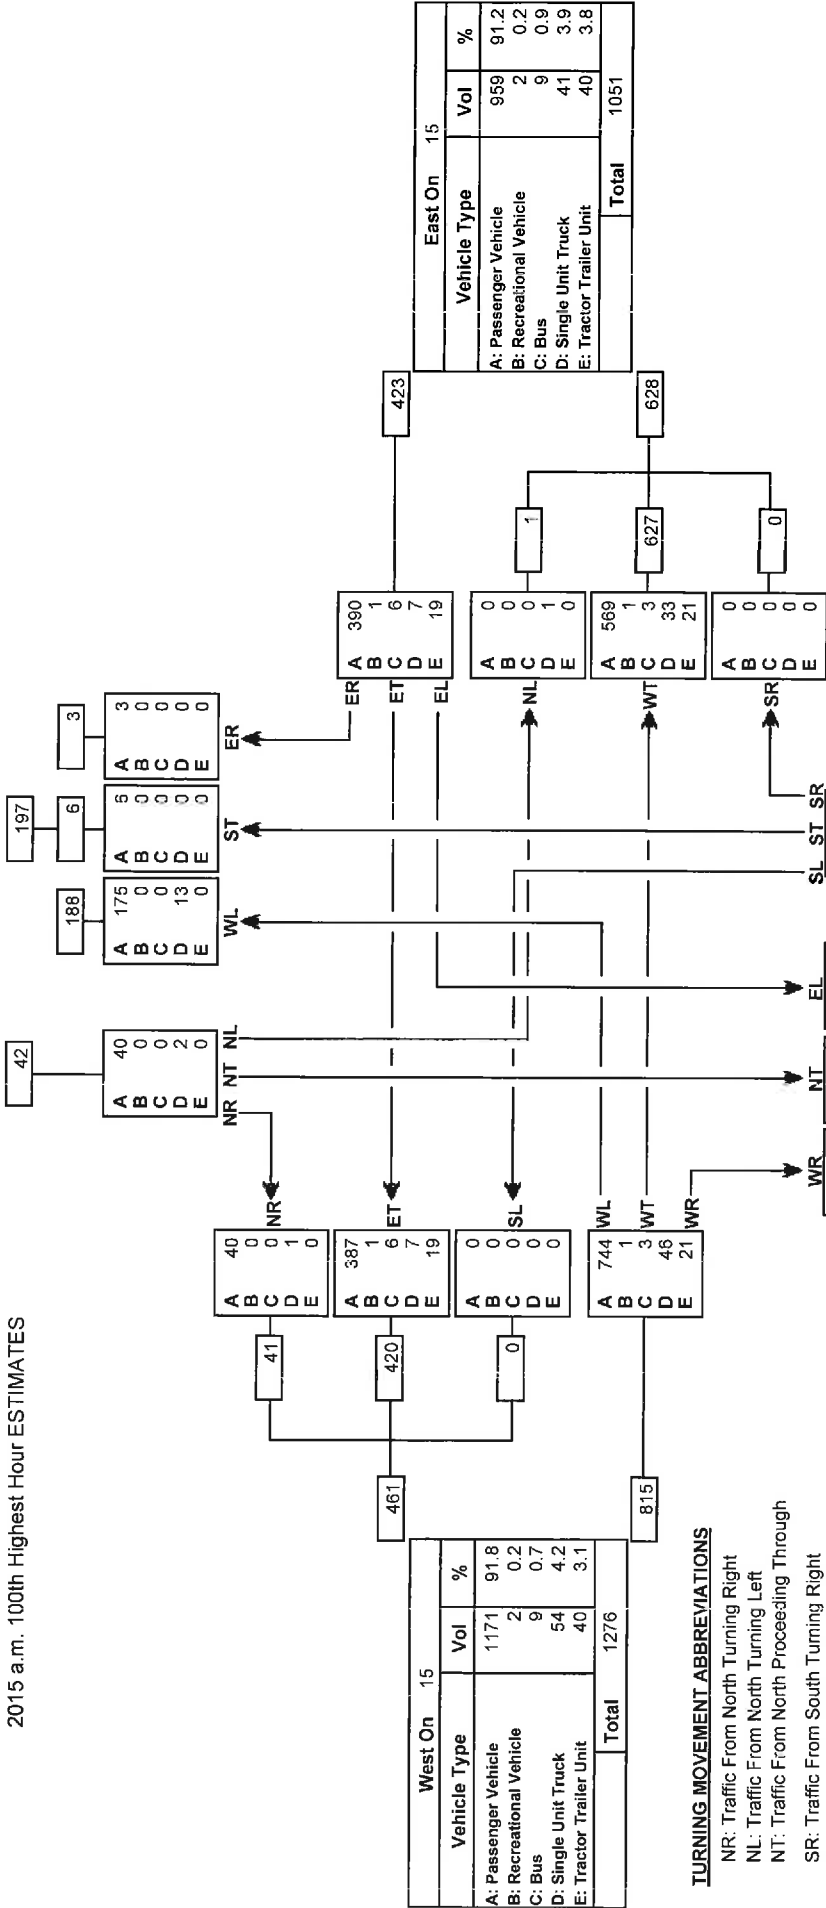 2015 a.m. 100th Highest Hour ESTIMATES
42
A 40
B 0
C 0
D 2
E 0
NR NT NL
197
188
6
3
A 175
B 0
C 0
D 13
E 0
WL
A 6
B 0
C 0
D 0
E 0
ST
A 3
B 0
C 0
D 0
E 0
ER
West On 15
Vehicle Type Vol %
A: Passenger Vehicle 1171 91.8
B: Recreational Vehicle 2 0.2
C: Bus 9 0.7
D: Single Unit Truck 54 4.2
E: Tractor Trailer Unit 40 3.1
Total 1276
461
815
41
420
0
A 40
B 0
C 0
D 1
E 0
NR
A 387
B 1
C 6
D 7
E 19
ET
A 0
B 0
C 0
D 0
E 0
SL
A 744
B 1
C 3
D 46
E 21
WL
WT
WR
ER
ET
EL
A 390
B 1
C 6
D 7
E 19
423
NL
A 0
B 0
C 0
D 1
E 0
1
WT
A 569
B 1
C 3
D 33
E 21
627
SR
A 0
B 0
C 0
D 0
E 0
0
628
East On 15
Vehicle Type Vol %
A: Passenger Vehicle 959 91.2
B: Recreational Vehicle 2 0.2
C: Bus 9 0.9
D: Single Unit Truck 41 3.9
E: Tractor Trailer Unit 40 3.8
Total 1051
WR NT EL SL ST SR
TURNING MOVEMENT ABBREVIATIONS
NR: Traffic From North Turning Right
NL: Traffic From North Turning Left
NT: Traffic From North Proceeding Through
SR: Traffic From South Turning Right